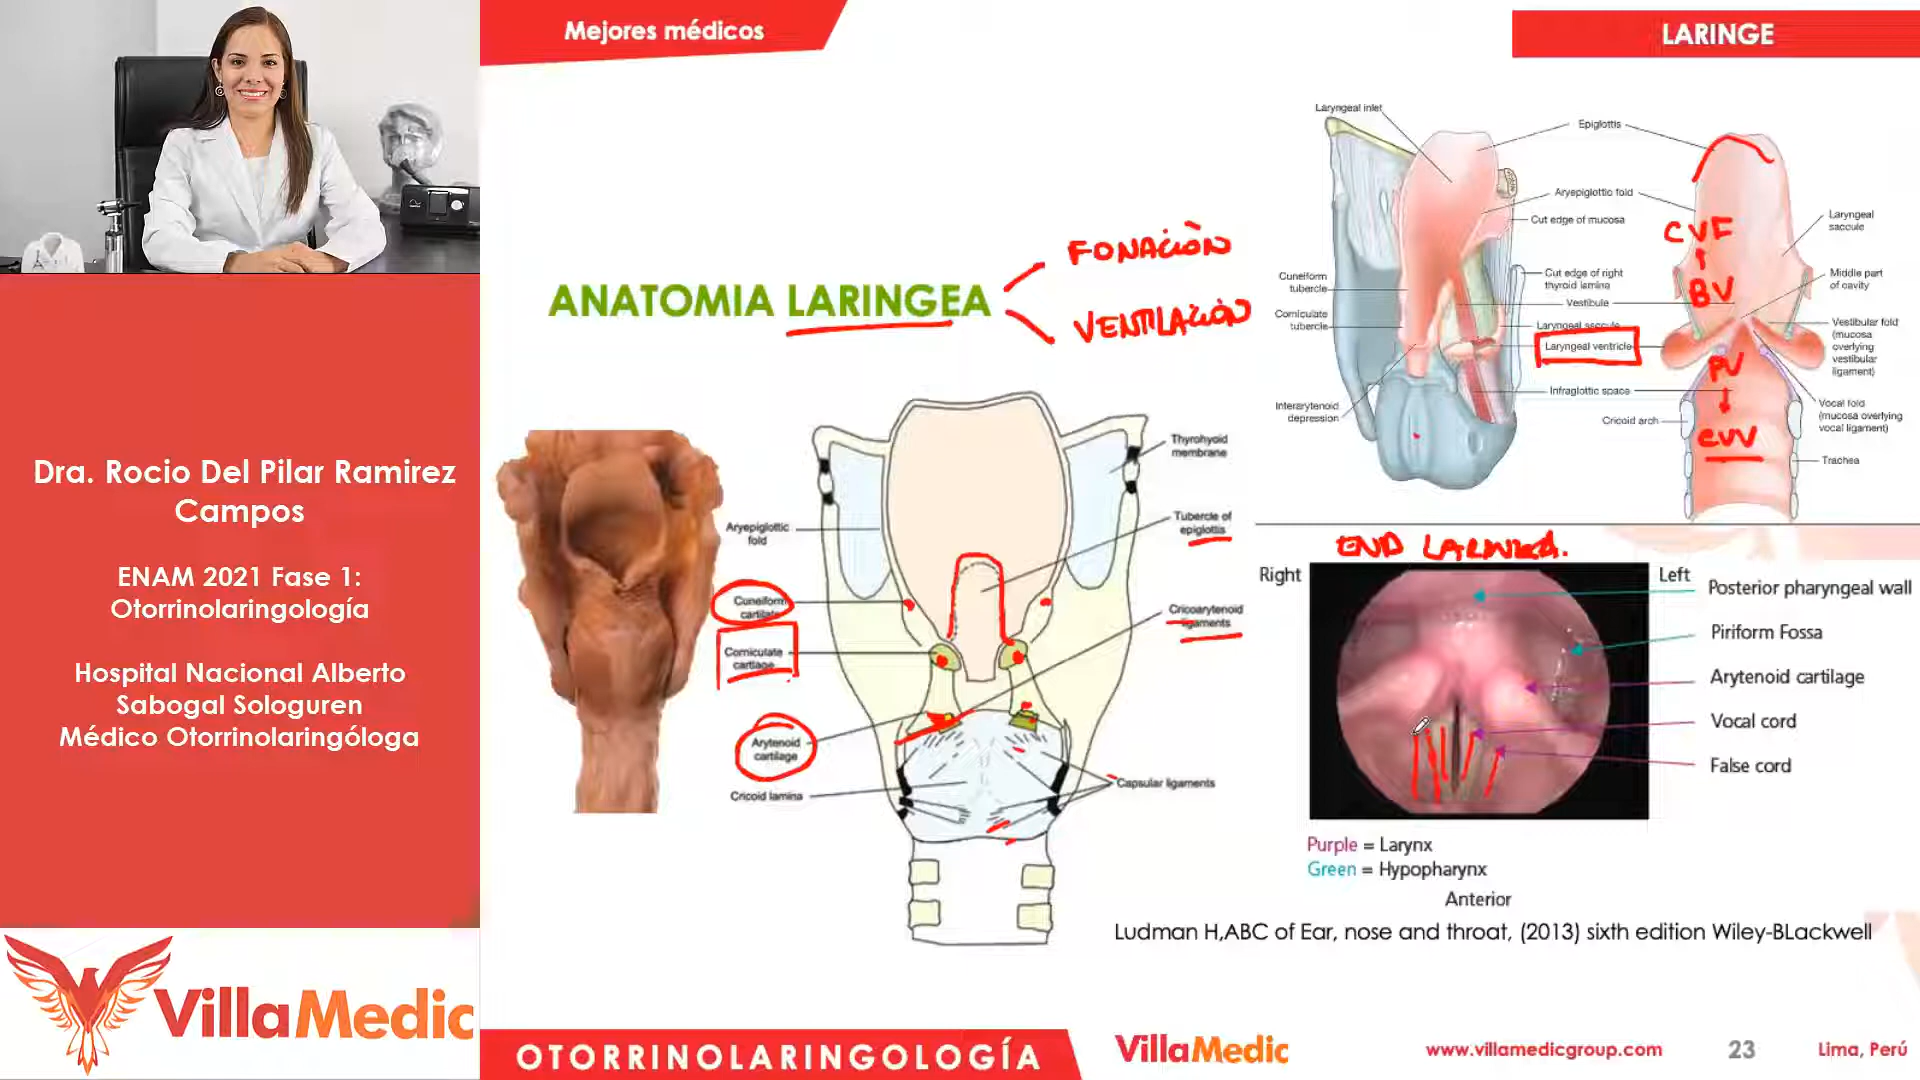 Mejores médicos
LARINGE
Dra. Rocio Del Pilar Ramirez
Campos
ENAM 2021 Fase 1:
Otorrinolaringología
Hospital Nacional Alberto
Sabogal Sologuren
Médico Otorrinolaringóloga
VillaMedic
ANATOMIA LARINGEA
FONACIÒN
VENTILACIÒN
Aryepiglottic
fold
Cuneiform
cartilage
Corniculate
cartilage
Arytenoid
cartilage
Cricoid lamina
Thyrohyoid
membrane
Tubercle of
epiglottis
Cricoarytenoid
ligaments
Capsular ligaments
Laryngeal inlet
Epiglottis
Aryepiglottic fold
Cut edge of mucosa
Cuneiform
tubercle
Corniculate
tubercle
Cut edge of right
thyroid lamina
Vestibule
Laryngeal saccule
Laryngeal ventricle
Infraglottic space
Interarytenoid
depression
Cricoid arch
Laryngeal
saccule
Middle part
of cavity
Vestibular fold
(mucosa
overlying
vestibular
ligament)
Vocal fold
(mucosa overlying
vocal ligament)
Trachea
CVF
BV
PV
CVV
END LARINGEA.
Right
Left
Posterior pharyngeal wall
Piriform Fossa
Arytenoid cartilage
Vocal cord
False cord
Purple = Larynx
Green = Hypopharynx
Anterior
Ludman H,ABC of Ear, nose and throat, (2013) sixth edition Wiley-BLackwell
OTORRINOLARINGOLOGÍA
VillaMedic
www.villamedicgroup.com
23
Lima, Perú